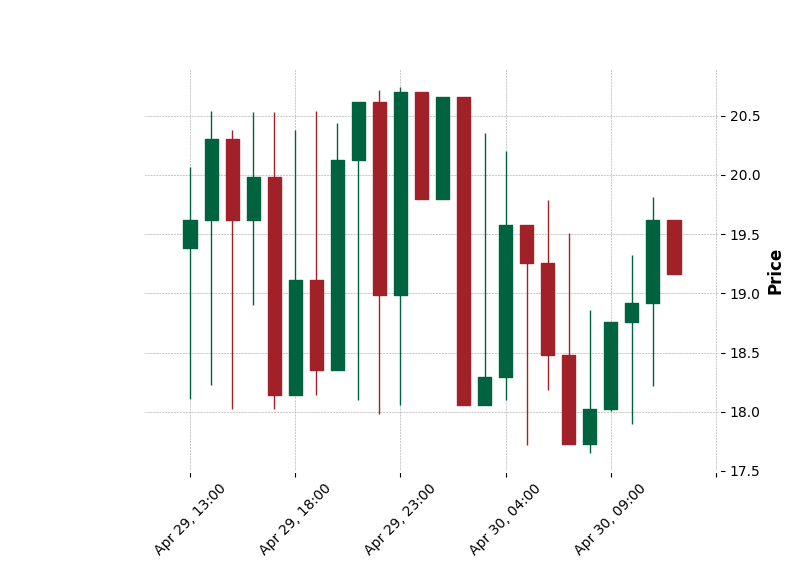 20.5
20.0
19.5
19.0
18.5
18.0
17.5
Price
Apr 29, 13:00
Apr 29, 18:00
Apr 29, 23:00
Apr 30, 04:00
Apr 30, 09:00